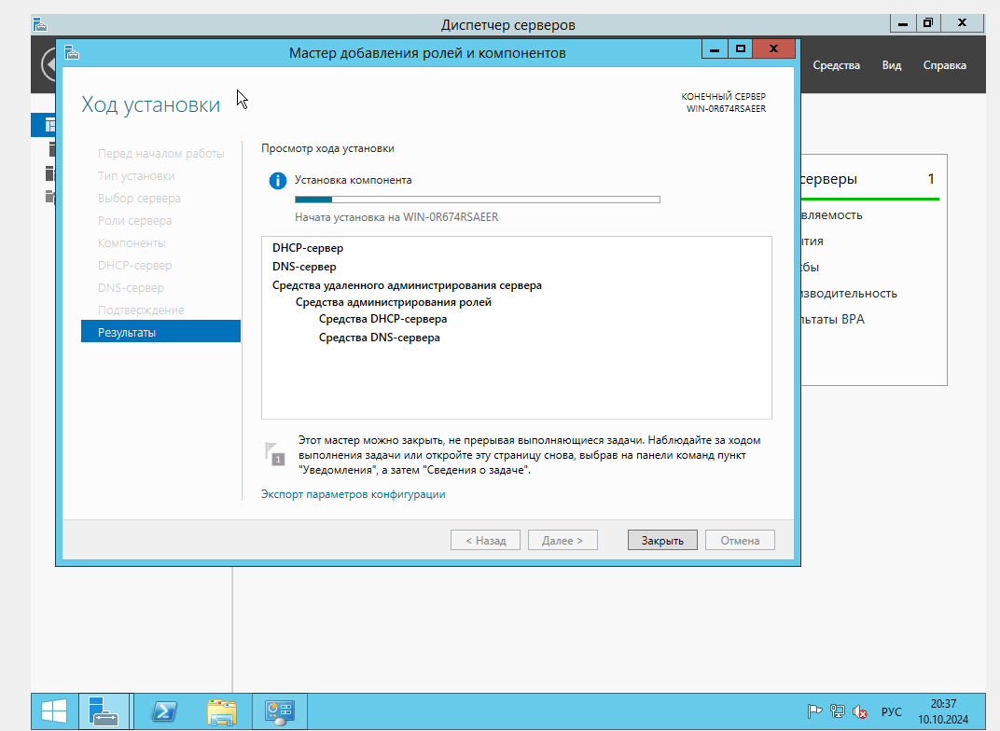 Диспетчер серверов
Мастер добавления ролей и компонентов
Средства Вид Справка
Ход установки
КОНЕЧНЫЙ СЕРВЕР
WIN-0R674RSAEER
Перед началом работы
Тип установки
Выбор сервера
Роли сервера
Компоненты
DHCP-сервер
DNS-сервер
Подтверждение
Результаты
Просмотр хода установки
Установка компонента
Начата установка на WIN-0R674RSAEER
DHCP-сервер
DNS-сервер
Средства удаленного администрирования сервера
Средства администрирования ролей
Средства DHCP-сервера
Средства DNS-сервера
1
Этот мастер можно закрыть, не прерывая выполняющиеся задачи. Наблюдайте за ходом
выполнения задачи или откройте эту страницу снова, выбрав на панели команд пункт
"Уведомления", а затем "Сведения о задаче".
Экспорт параметров конфигурации
< Назад Далее > Закрыть Отмена
серверы 1
вляемость
ытия
жбы
изводительность
льтаты BPA
РУС
20:37
10.10.2024